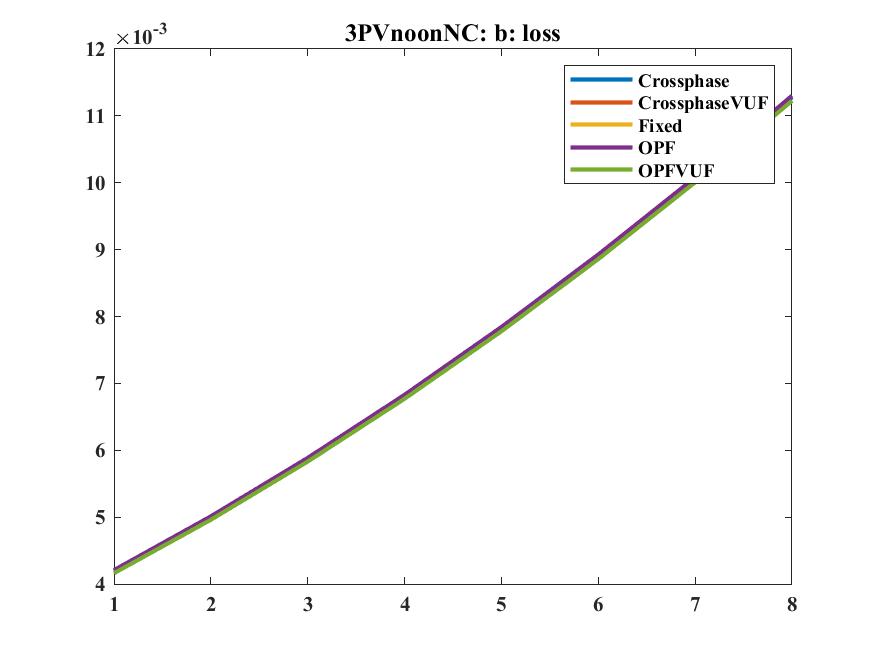 3PVnoonNC: b: loss
×10-3
12
11
10
9
8
7
6
5
4
1 2 3 4 5 6 7 8
Crossphase
CrossphaseVUF
Fixed
OPF
OPFVUF